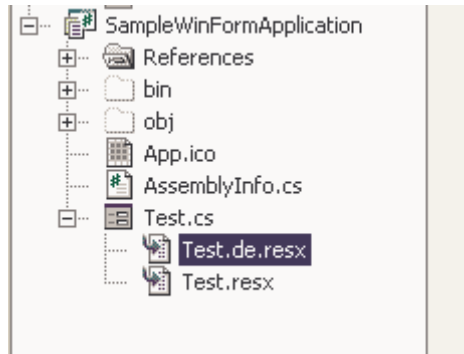 SampleWinFormApplication
References
bin
obj
App.ico
AssemblyInfo.cs
Test.cs
Test.de.resx
Test.resx